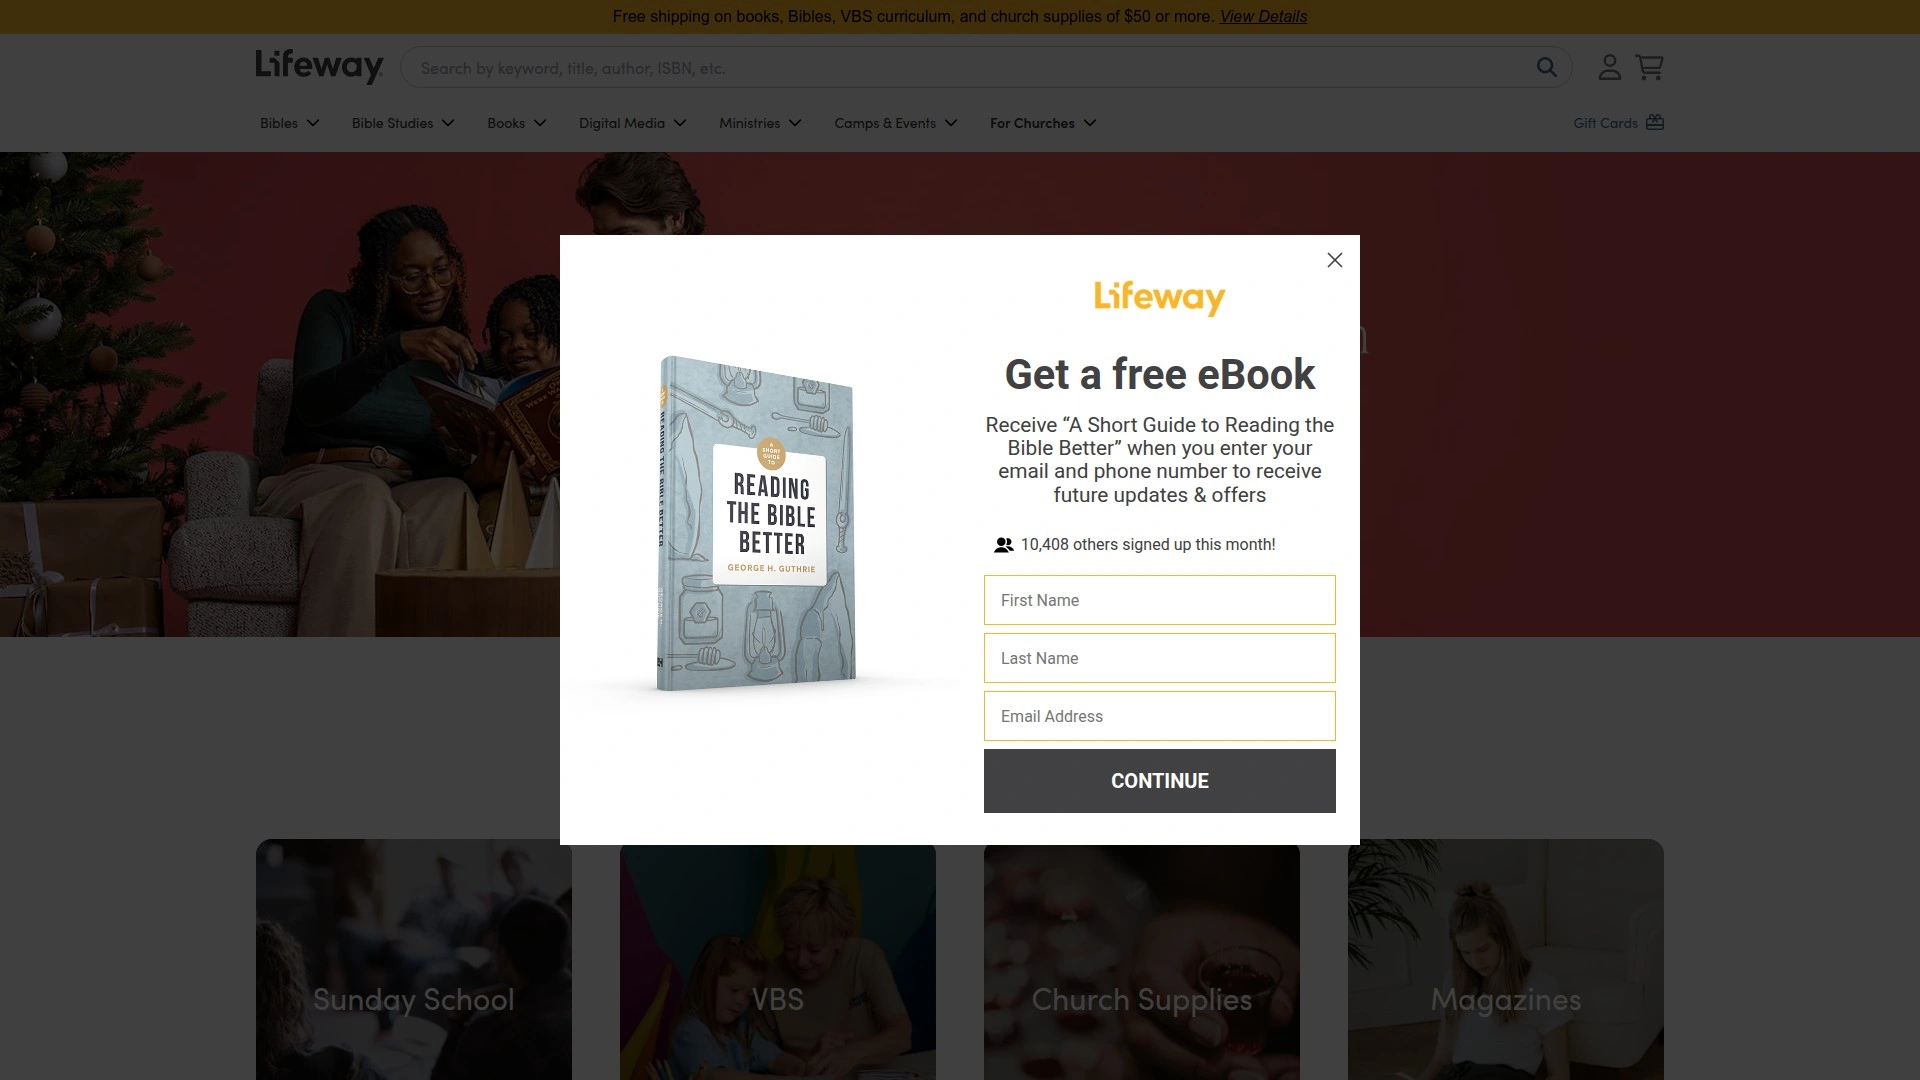 Free shipping on books, Bibles, VBS curriculum, and church supplies of $50 or more. View Details
Lifeway
Search by keyword, title, author, ISBN, etc.
Bibles
Bible Studies
Books
Digital Media
Ministries
Camps & Events
For Churches
Gift Cards
Lifeway
Get a free eBook
Receive “A Short Guide to Reading the
Bible Better” when you enter your
email and phone number to receive
future updates & offers
10,408 others signed up this month!
First Name
Last Name
Email Address
CONTINUE
A
SHORT
GUIDE
TO
READING
THE BIBLE
BETTER
GEORGE H. GUTHRIE
READING THE BIBLE BETTER
Sunday School
VBS
Church Supplies
Magazines